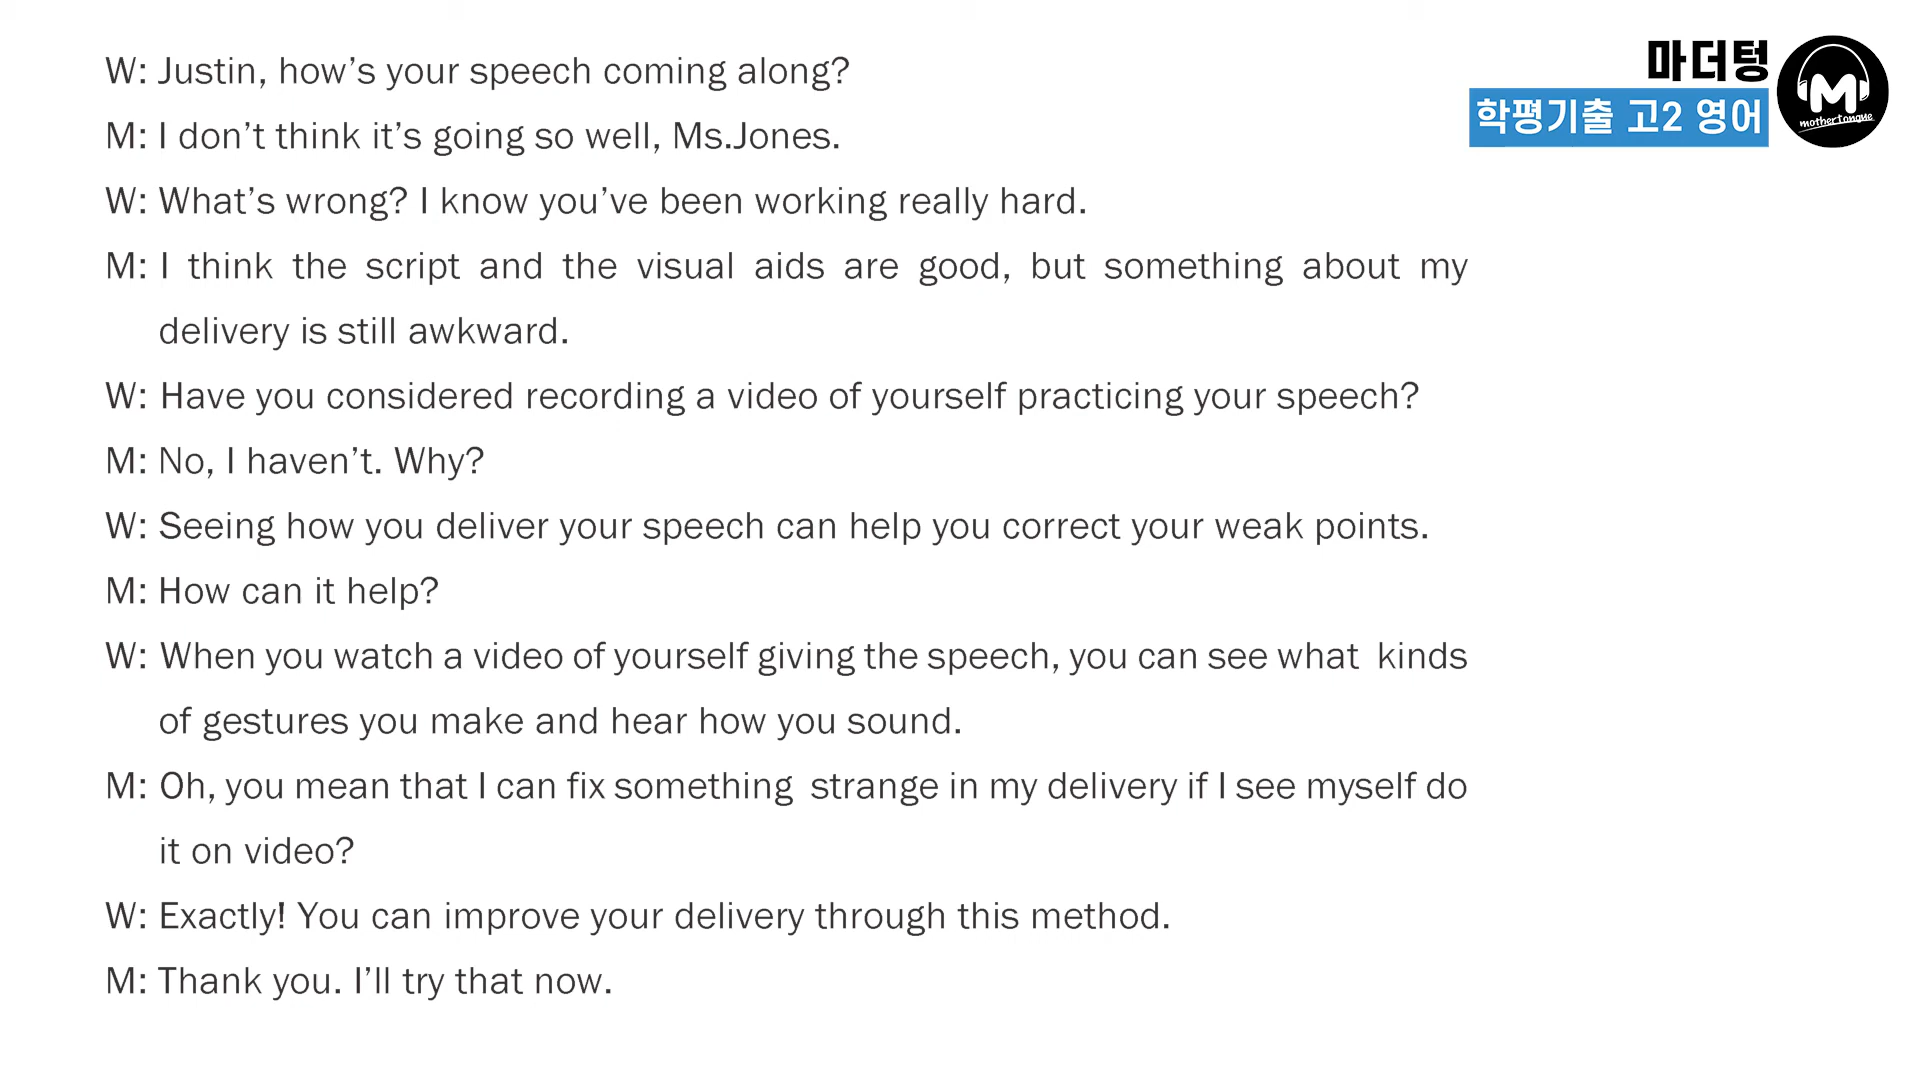 W: Justin, how’s your speech coming along?
M: I don’t think it’s going so well, Ms.Jones.
W: What’s wrong? I know you’ve been working really hard.
M: I think the script and the visual aids are good, but something about my
delivery is still awkward.
W: Have you considered recording a video of yourself practicing your speech?
M: No, I haven’t. Why?
W: Seeing how you deliver your speech can help you correct your weak points.
M: How can it help?
W: When you watch a video of yourself giving the speech, you can see what kinds
of gestures you make and hear how you sound.
M: Oh, you mean that I can fix something strange in my delivery if I see myself do
it on video?
W: Exactly! You can improve your delivery through this method.
M: Thank you. I’ll try that now.
마더텅
학평기출 고2 영어
M
mothertongue